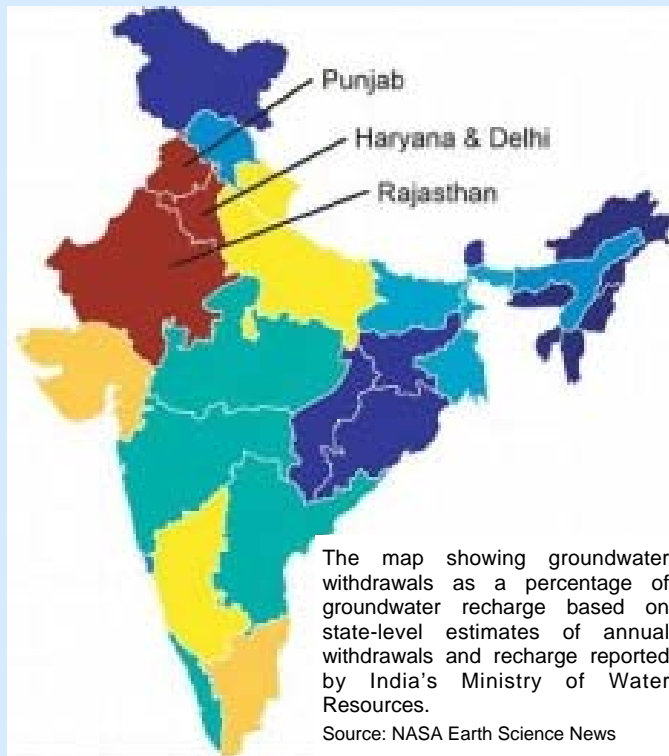 Punjab
Haryana & Delhi
Rajasthan
The map showing groundwater
withdrawals as a percentage of
groundwater recharge based on
state-level estimates of annual
withdrawals and recharge reported
by India's Ministry of Water
Resources.
Source: NASA Earth Science News